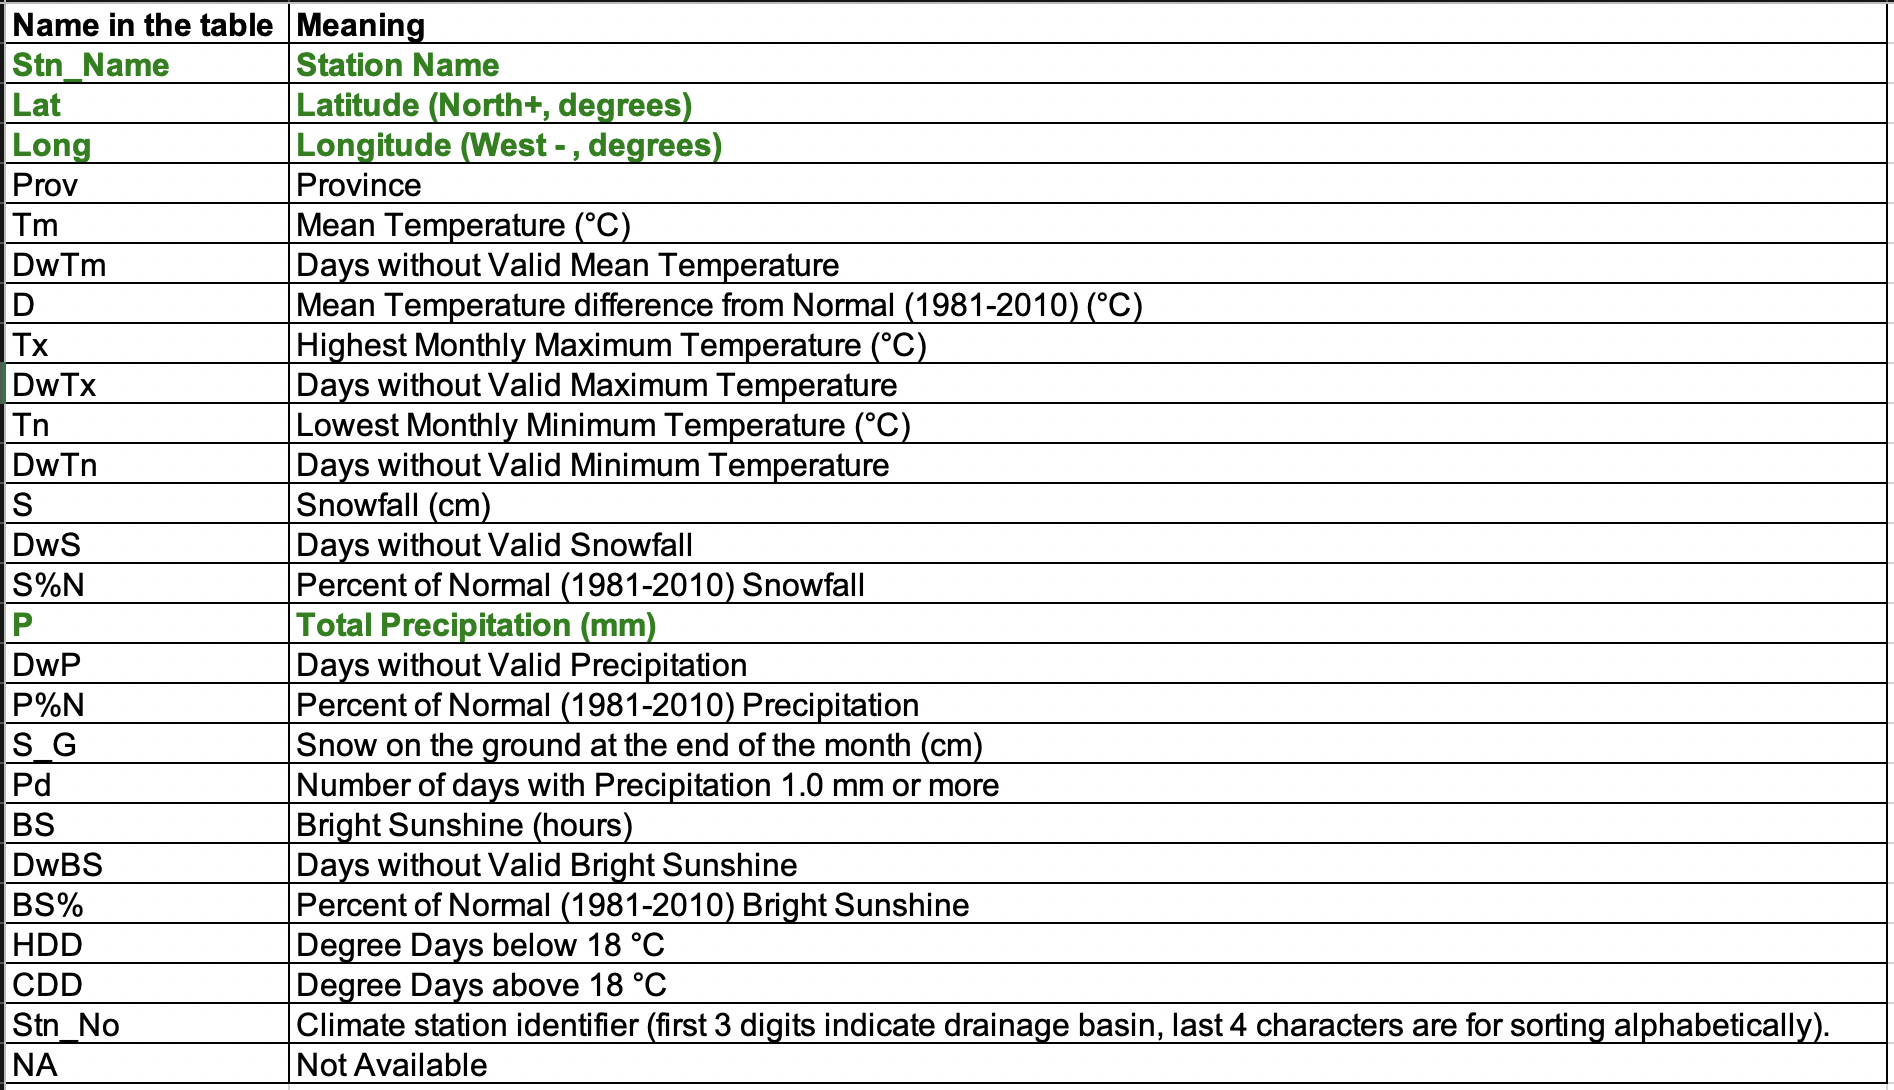 Name in the table Meaning
Stn_Name Station Name
Lat Latitude (North+, degrees)
Long Longitude (West - , degrees)
Prov Province
Tm Mean Temperature (°C)
DwTm Days without Valid Mean Temperature
D Mean Temperature difference from Normal (1981-2010) (°C)
Tx Highest Monthly Maximum Temperature (°C)
DwTx Days without Valid Maximum Temperature
Tn Lowest Monthly Minimum Temperature (°C)
DwTn Days without Valid Minimum Temperature
S Snowfall (cm)
DwS Days without Valid Snowfall
S%N Percent of Normal (1981-2010) Snowfall
P Total Precipitation (mm)
DwP Days without Valid Precipitation
P%N Percent of Normal (1981-2010) Precipitation
S_G Snow on the ground at the end of the month (cm)
Pd Number of days with Precipitation 1.0 mm or more
BS Bright Sunshine (hours)
DwBS Days without Valid Bright Sunshine
BS% Percent of Normal (1981-2010) Bright Sunshine
HDD Degree Days below 18 °C
CDD Degree Days above 18 °C
Stn_No Climate station identifier (first 3 digits indicate drainage basin, last 4 characters are for sorting alphabetically).
NA Not Available